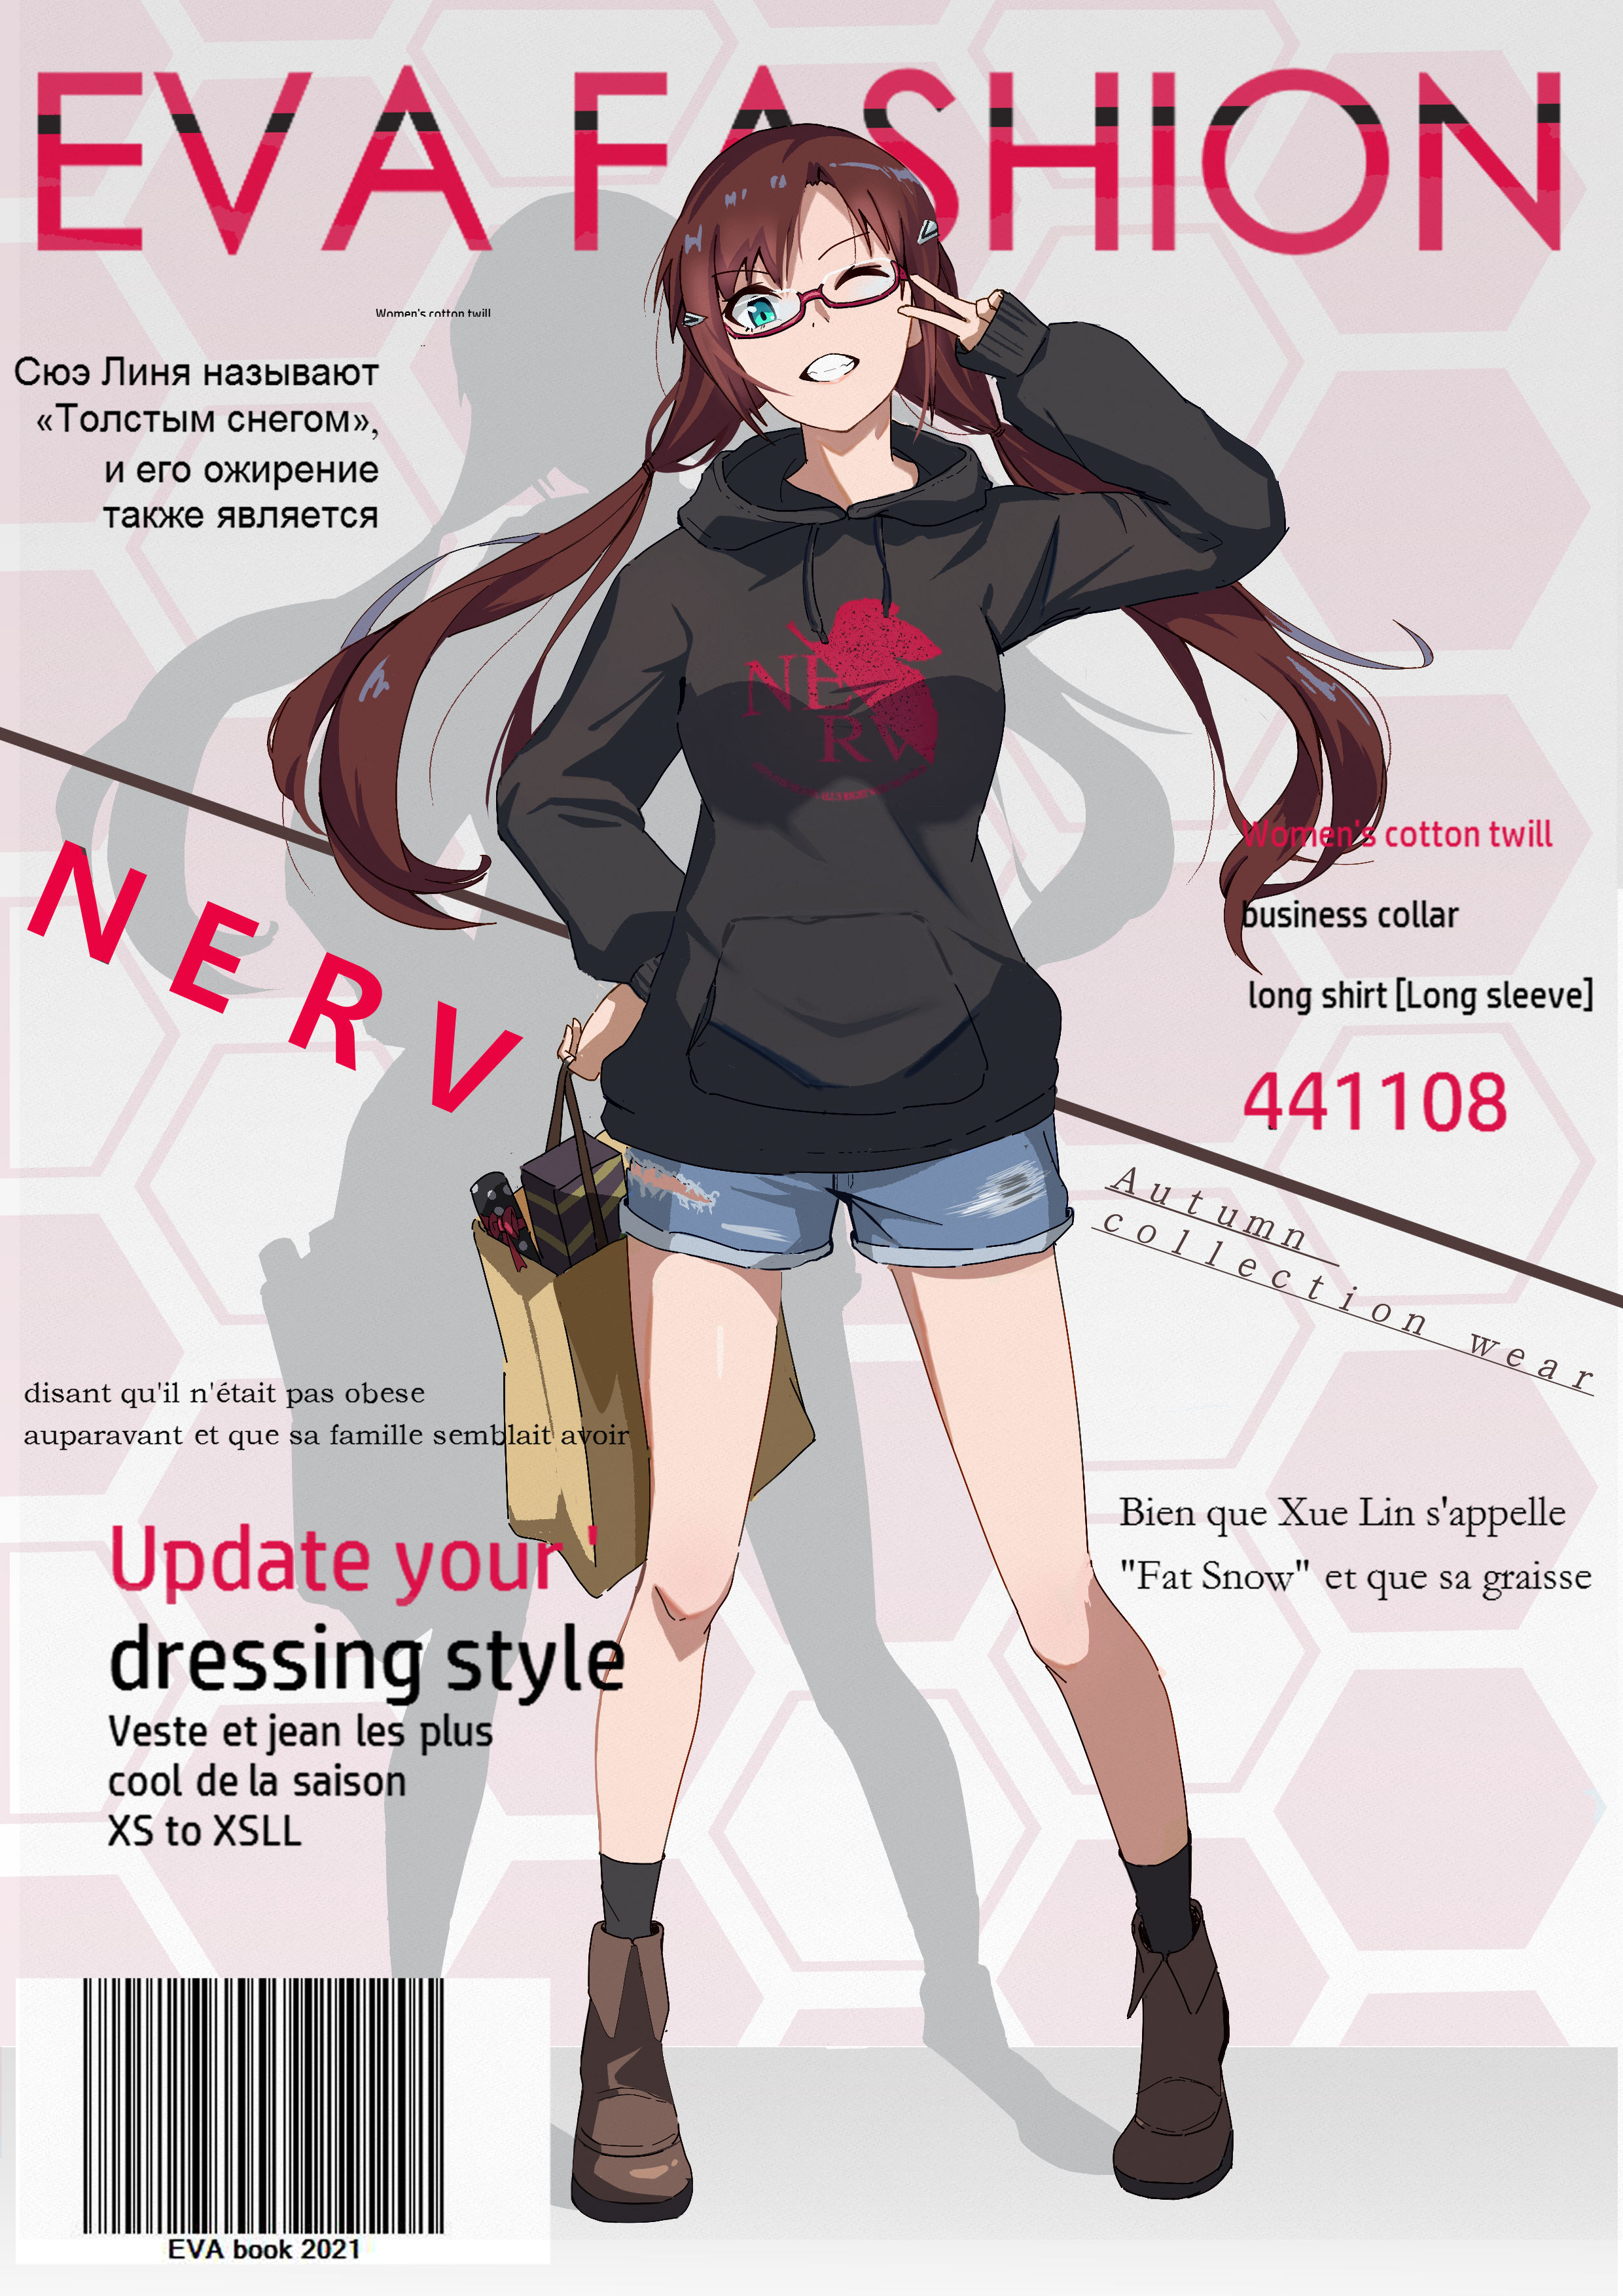 EVA FASHION
Women's cotton twill
Сюэ Линя называют
«Толстым снегом»,
и его ожирение
также является
NERV
NE
RV
Women's cotton twill
business collar
long shirt [Long sleeve]
441108
Autumn
collection wear
disant qu'il n'était pas obese
auparavant et que sa famille semblait avoir
Bien que Xue Lin s'appelle
"Fat Snow" et que sa graisse
Update your '
dressing style
Veste et jean les plus
cool de la saison
XS to XSLL
EVA book 2021